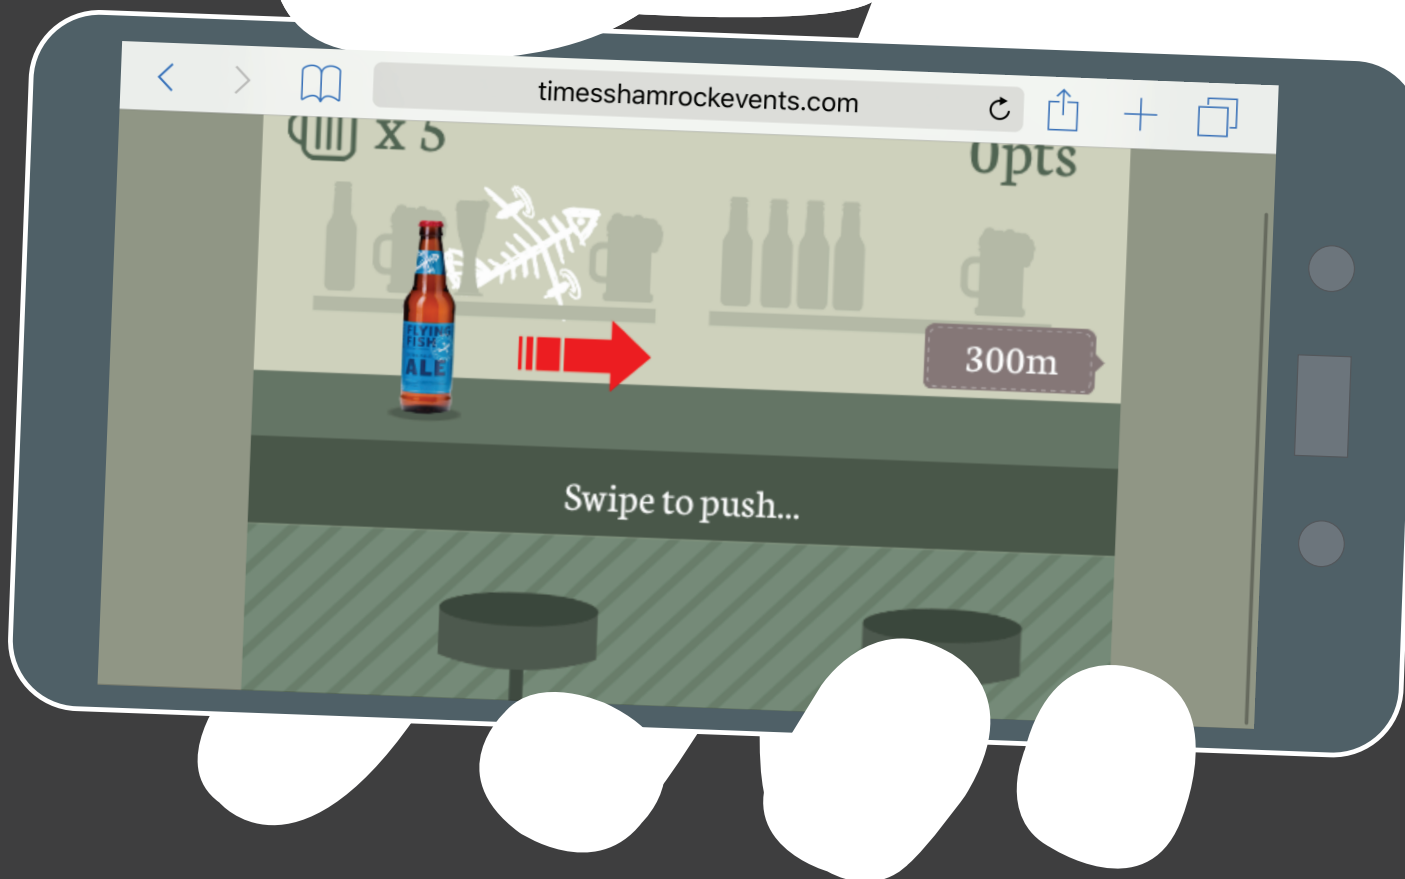 timesshamrockevents.com
x 5
0pts
FLYING
FISH
ALE
300m
Swipe to push...